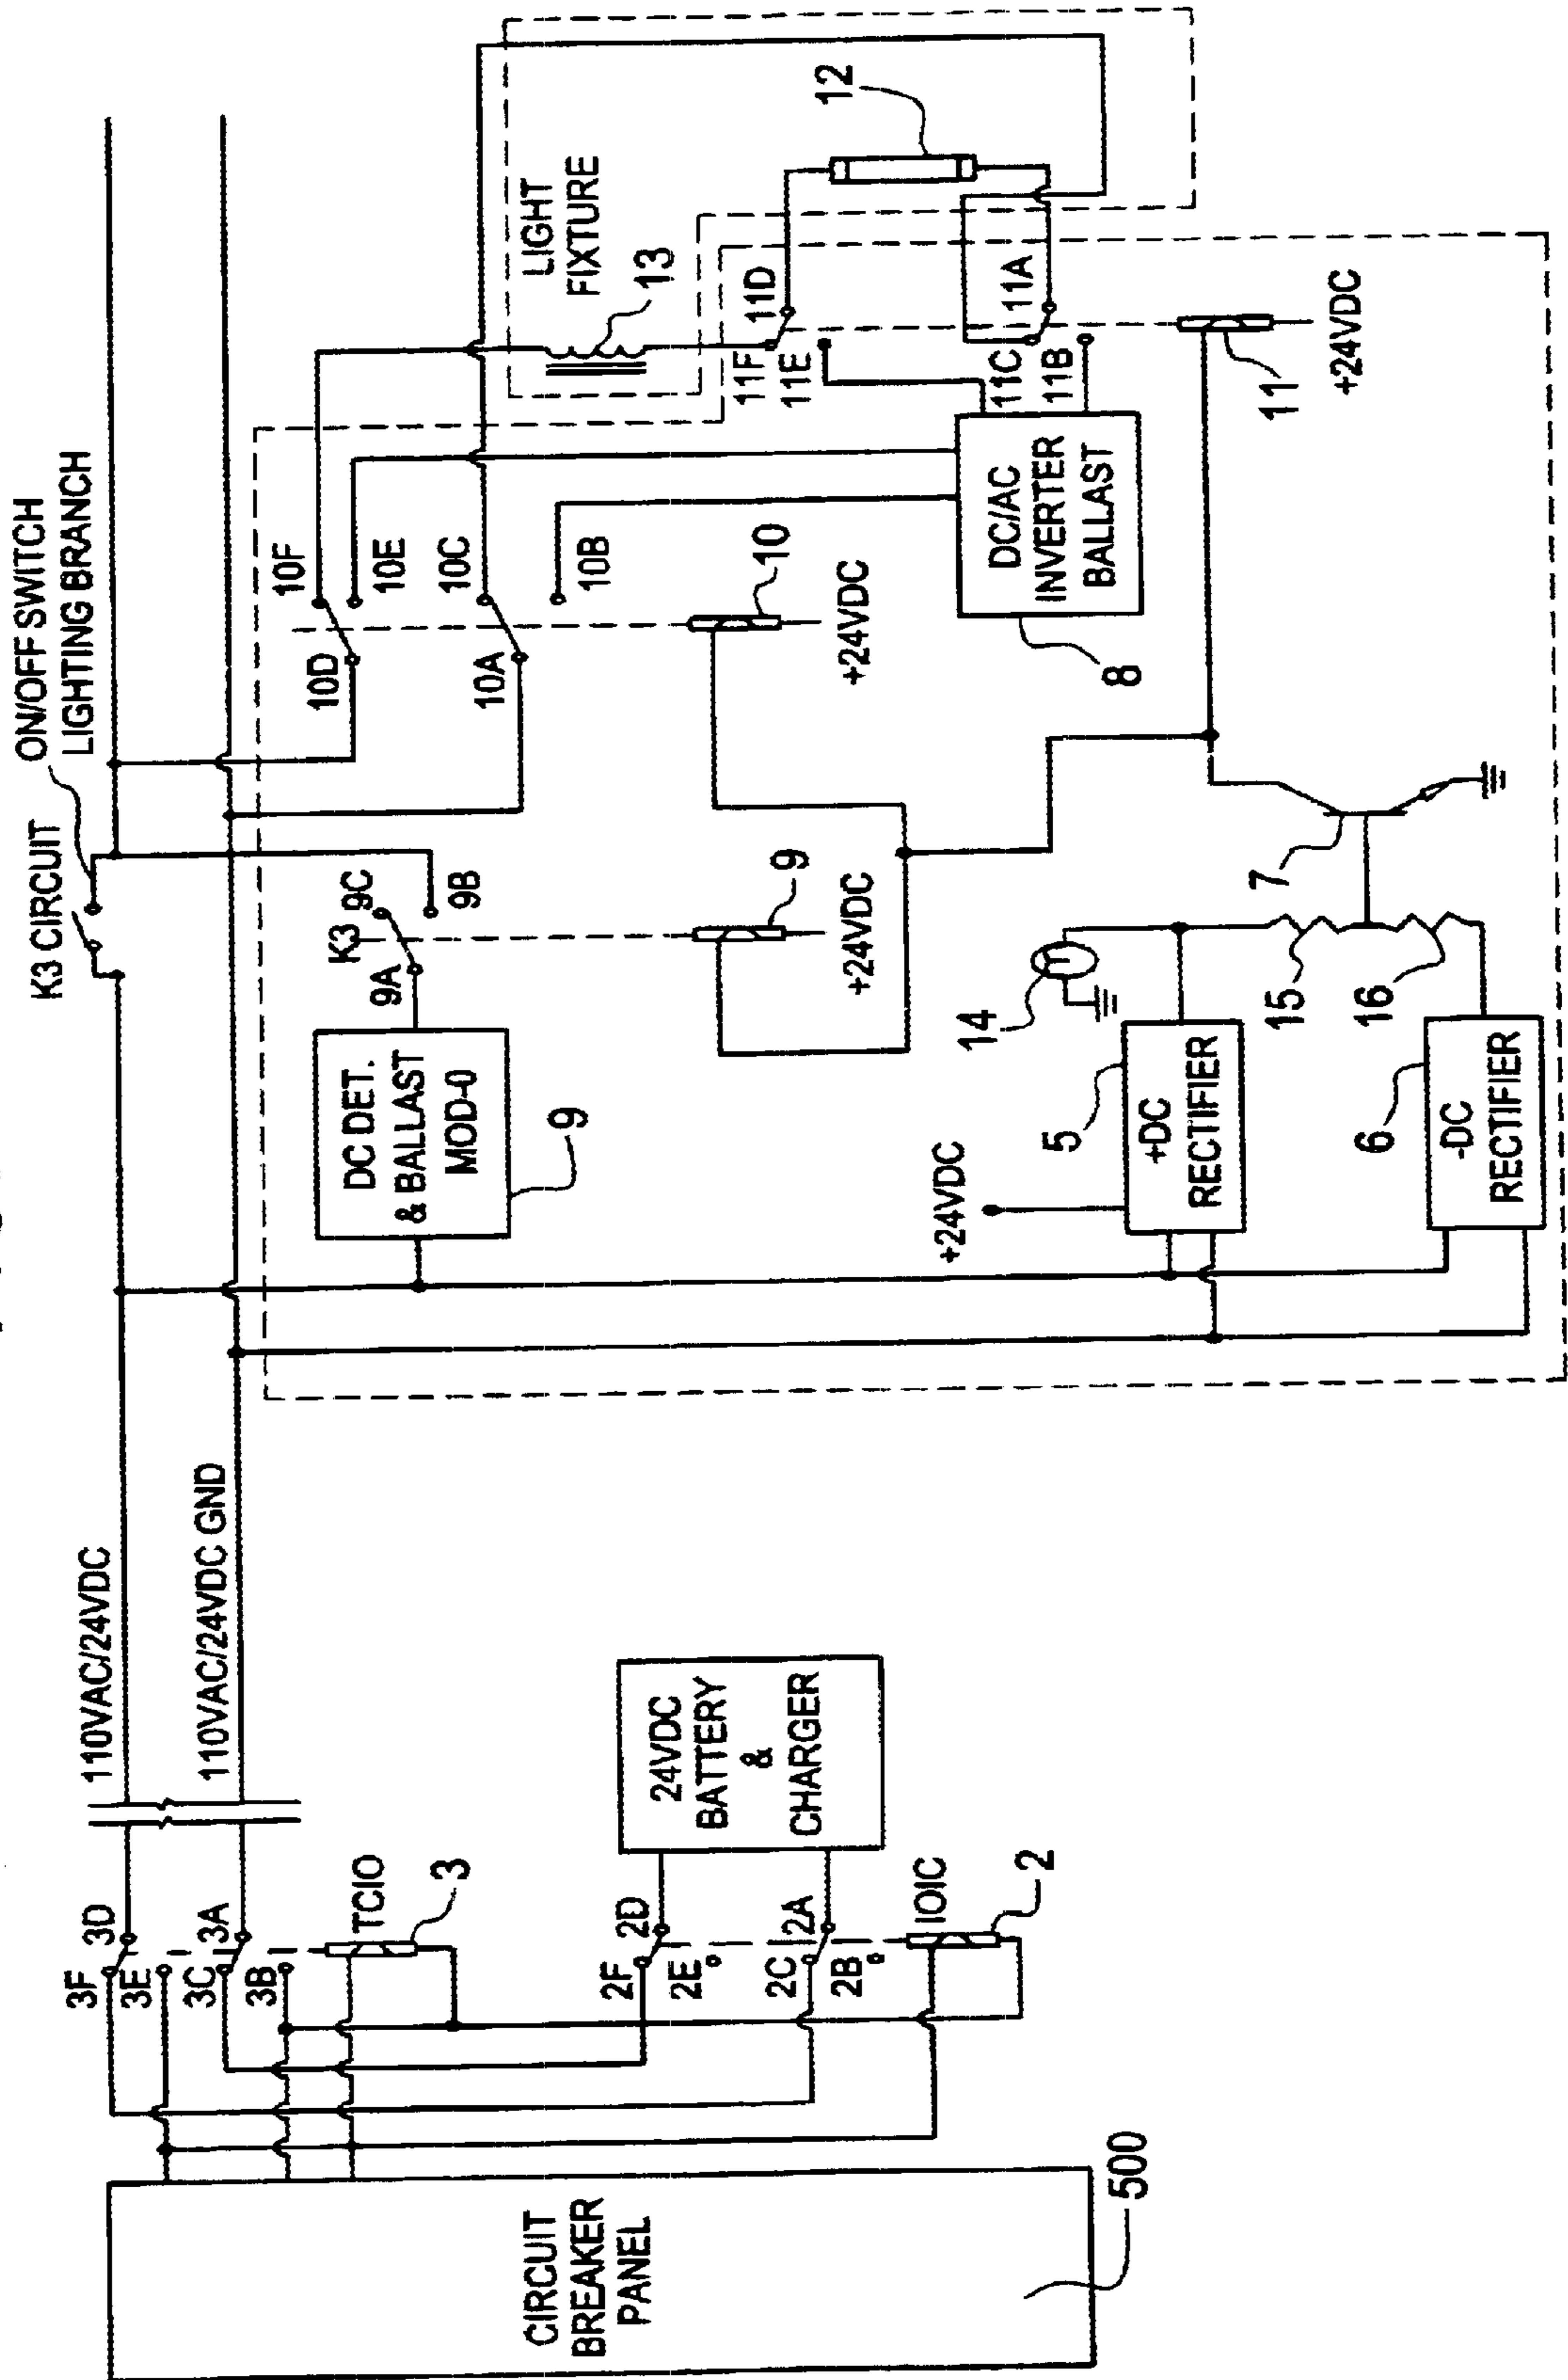 K3 CIRCUIT
ON/OFF SWITCH
LIGHTING BRANCH
110VAC/24VDC
110VAC/24VDC GND
3F
3D
3E
3C
3A
3B
TCIO
3
CIRCUIT
BREAKER
PANEL
500
24VDC
BATTERY
&
CHARGER
2F
2D
2E
2C
2A
2B
IOIC
2
DC DET.
& BALLAST
MOD-0
9
K3
9A
9C
9B
9
+24VDC
10F
10D
10E
10C
10A
10B
10
+24VDC
LIGHT
FIXTURE
13
12
11F
11D
11E
11C
11A
11B
11
+24VDC
DC/AC
INVERTER
BALLAST
8
+24VDC
14
5
+DC
RECTIFIER
15
16
7
6
-DC
RECTIFIER